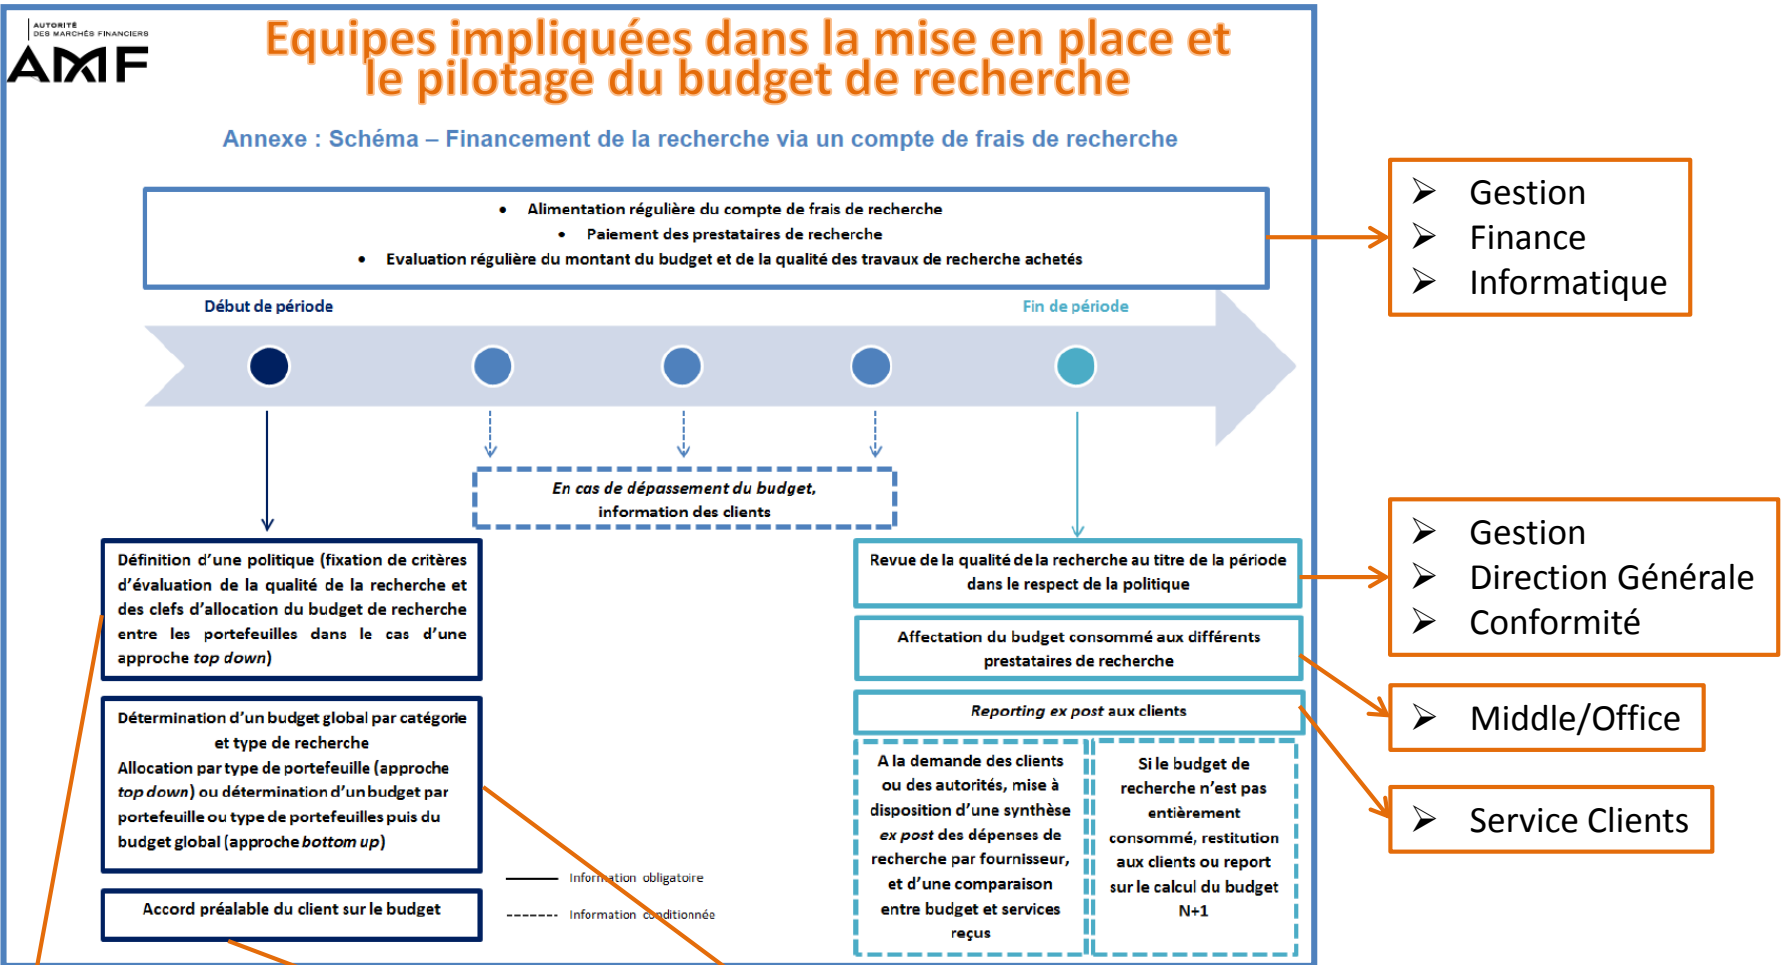 AUTORITÉ
DES MARCHÉS FINANCIERS
AMF
Equipes impliquées dans la mise en place et
le pilotage du budget de recherche
Annexe : Schéma – Financement de la recherche via un compte de frais de recherche
• Alimentation régulière du compte de frais de recherche
• Paiement des prestataires de recherche
• Evaluation régulière du montant du budget et de la qualité des travaux de recherche achetés
➢ Gestion
➢ Finance
➢ Informatique
Début de période
Fin de période
En cas de dépassement du budget,
information des clients
Définition d’une politique (fixation de critères
d’évaluation de la qualité de la recherche et
des clefs d’allocation du budget de recherche
entre les portefeuilles dans le cas d’une
approche top down)
Détermination d’un budget global par catégorie
et type de recherche
Allocation par type de portefeuille (approche
top down) ou détermination d’un budget par
portefeuille ou type de portefeuilles puis du
budget global (approche bottom up)
Accord préalable du client sur le budget
Information obligatoire
Information conditionnée
Revue de la qualité de la recherche au titre de la période
dans le respect de la politique
Affectation du budget consommé aux différents
prestataires de recherche
Reporting ex post aux clients
A la demande des clients
ou des autorités, mise à
disposition d’une synthèse
ex post des dépenses de
recherche par fournisseur,
et d’une comparaison
entre budget et services
reçus
Si le budget de
recherche n’est pas
entièrement
consommé, restitution
aux clients ou report
sur le calcul du budget
N+1
➢ Gestion
➢ Direction Générale
➢ Conformité
➢ Middle/Office
➢ Service Clients